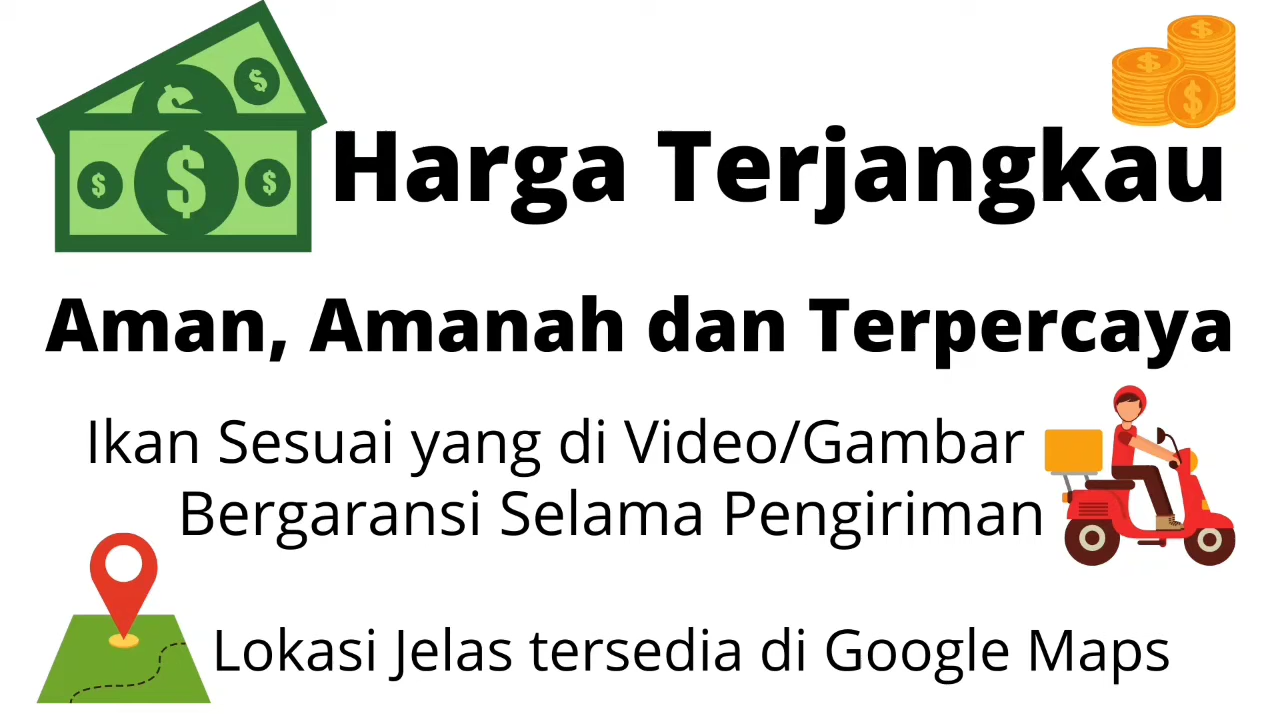 Harga Terjangkau
Aman, Amanah dan Terpercaya
Ikan Sesuai yang di Video/Gambar
Bergaransi Selama Pengiriman
Lokasi Jelas tersedia di Google Maps